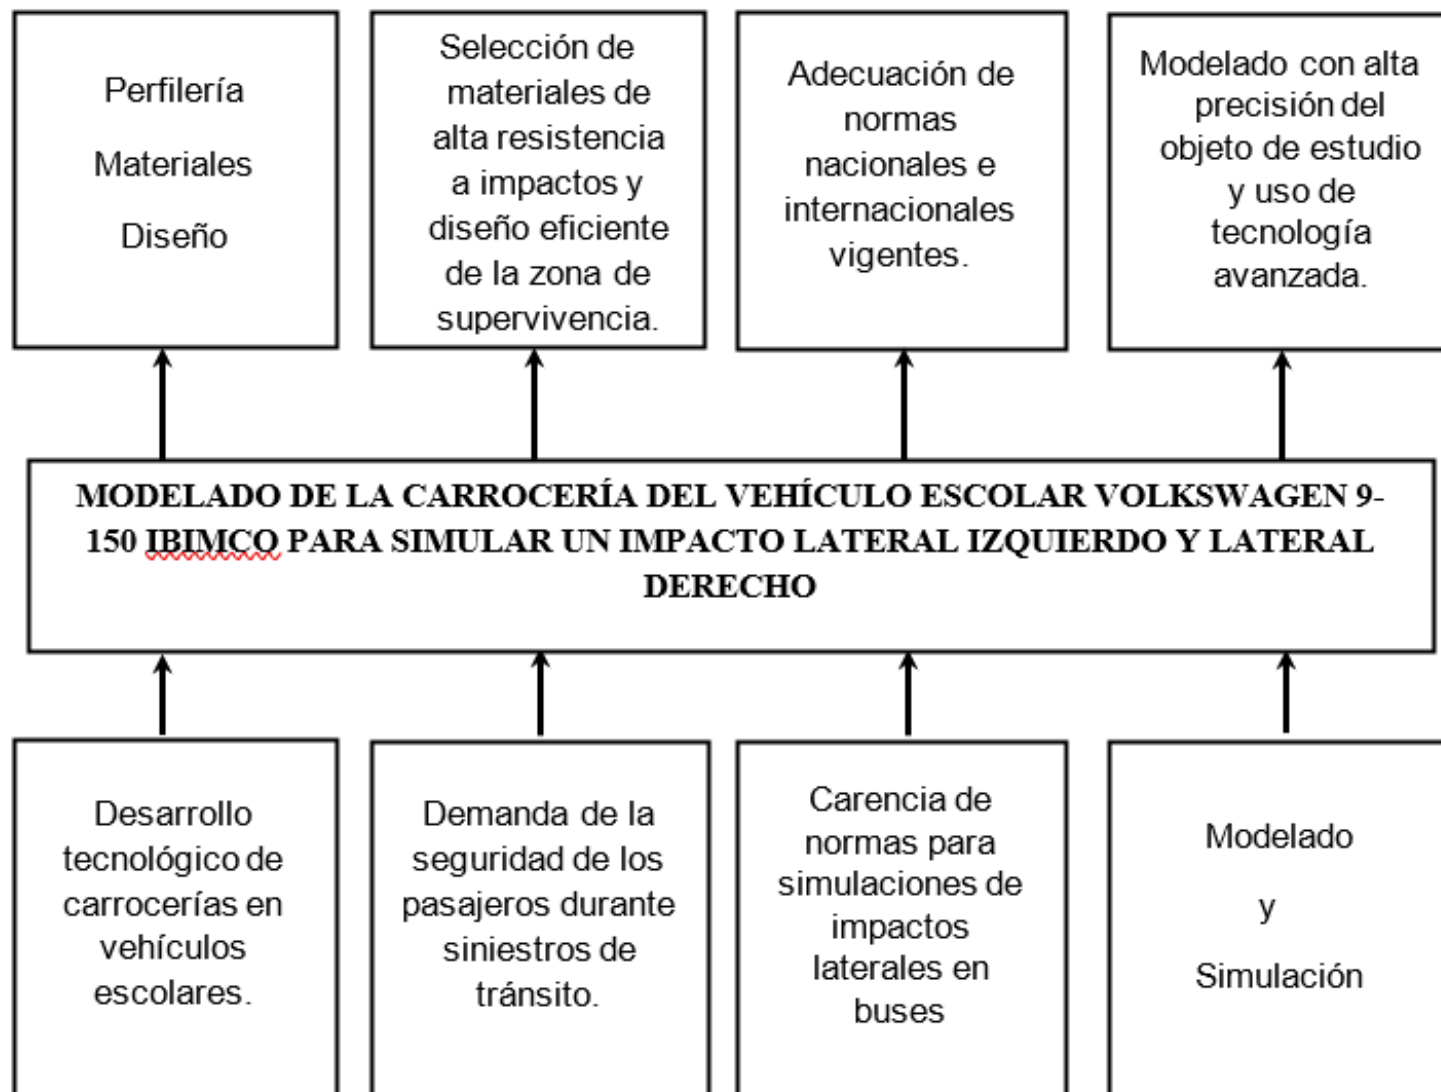 Perfilería
Materiales
Diseño
Selección de
materiales de
alta resistencia
a impactos y
diseño eficiente
de la zona de
supervivencia.
Adecuación de
normas
nacionales e
internacionales
vigentes.
Modelado con alta
precisión del
objeto de estudio
y uso de
tecnología
avanzada.
MODELADO DE LA CARROCERÍA DEL VEHÍCULO ESCOLAR VOLKSWAGEN 9-
150 IBIMCO PARA SIMULAR UN IMPACTO LATERAL IZQUIERDO Y LATERAL
DERECHO
Desarrollo
tecnológico de
carrocerías en
vehículos
escolares.
Demanda de la
seguridad de los
pasajeros durante
siniestros de
tránsito.
Carencia de
normas para
simulaciones de
impactos
laterales en
buses
Modelado
y
Simulación